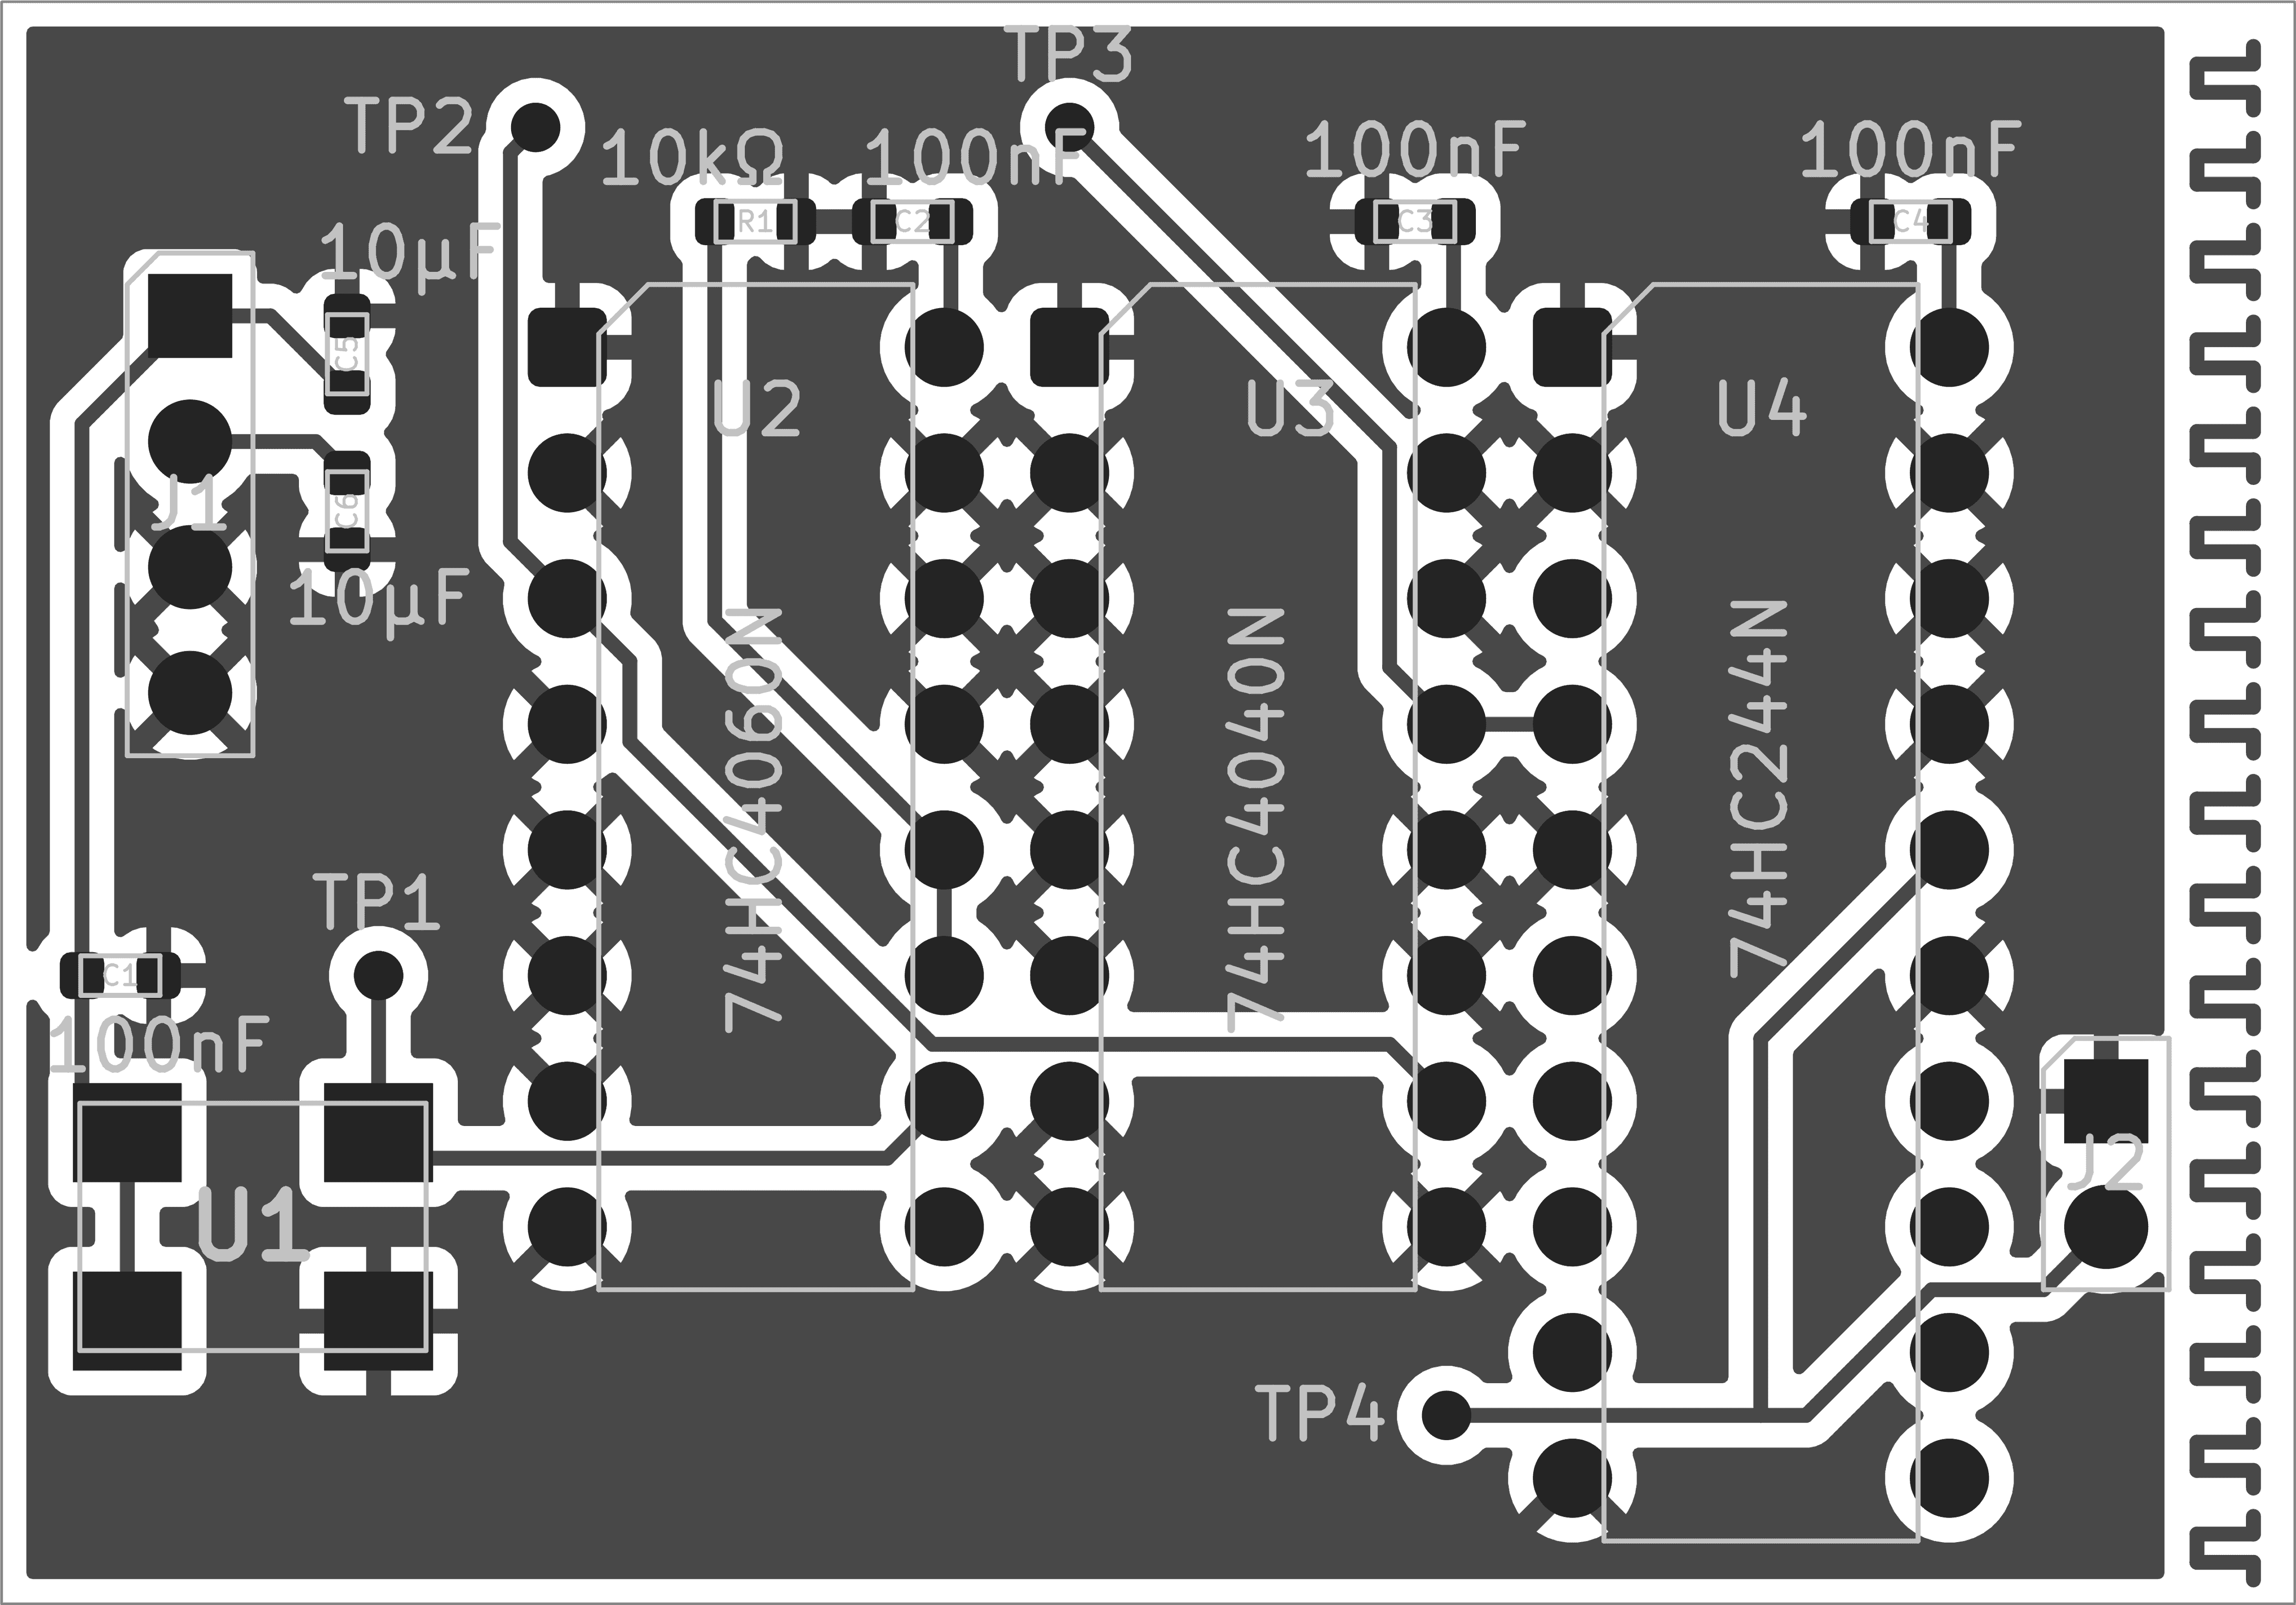 TP3
TP2
10kΩ
100nF
100nF
100nF
R1
C2
C3
C4
10µF
C5
U2
U3
U4
J1
C6
10µF
74HC4060N
74HC4040N
74HC244N
TP1
C1
100nF
J2
U1
TP4